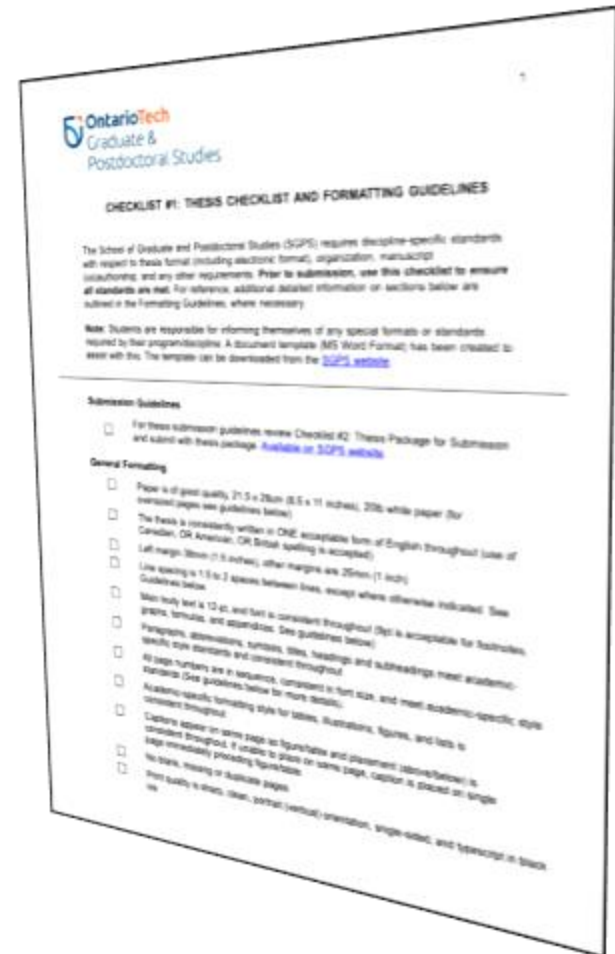 1
OntarioTech
Graduate &
Postdoctoral Studies
CHECKLIST #1: THESIS CHECKLIST AND FORMATTING GUIDELINES
The School of Graduate and Postdoctoral Studies (SGPS) requires discipline-specific standards
with respect to thesis format (including electronic format), organization, manuscript
(co)authoring, and any other requirements. Prior to submission, use this checklist to ensure
all standards are met. For reference, additional detailed information on sections below are
outlined in the Formatting Guidelines, where necessary.
Note: Students are responsible for informing themselves of any special formats or standards
required by their program/discipline. A document template (MS Word Format) has been created to
assist with this. The template can be downloaded from the SGPS website
Submission Guidelines
For thesis submission guidelines review Checklist #2: Thesis Package for Submission
and submit with thesis package. Available on SGPS website
General Formatting
Paper is of good quality, 21.5 x 28cm (8.5 x 11 inches), 20lb white paper (for
oversized pages see guidelines below)
The thesis is consistently written in ONE acceptable form of English throughout (use of
Canadian, OR American, OR British spelling is accepted)
Left margin 38mm (1.5 inches), other margins are 25mm (1 inch)
Line spacing is 1.5 to 2 spaces between lines, except where otherwise indicated. See
Guidelines below
Main body text is 12-pt, and font is consistent throughout (9pt is acceptable for footnotes,
graphs, formulas, and appendices. See guidelines below)
Paragraphs, abbreviations, symbols, titles, headings and subheadings meet academic-
specific style standards and consistent throughout
All page numbers are in sequence, consistent in font size, and meet academic-specific style
standards (See guidelines below for more details).
Academic-specific formatting style for tables, illustrations, figures, and lists is
consistent throughout
Captions appear on same page as figure/table and placement (above/below) is
consistent throughout. If unable to place on same page, caption is placed on single
page immediately preceding figure/table.
No blank, missing or duplicate pages
Print quality is sharp, clean, portrait (vertical) orientation, single-sided, and typescript in black
ink